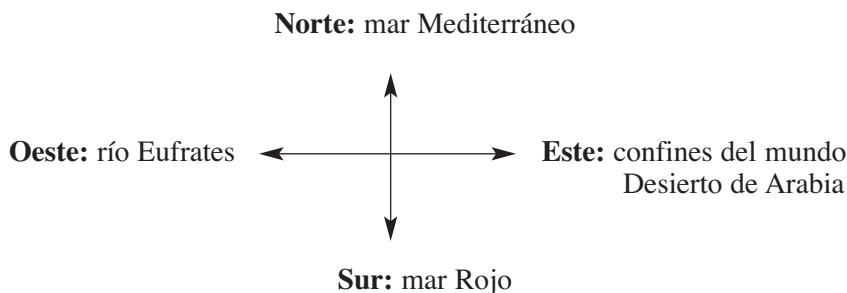 Norte: mar Mediterráneo
Oeste: río Eufrates
Este: confines del mundo
Desierto de Arabia
Sur: mar Rojo